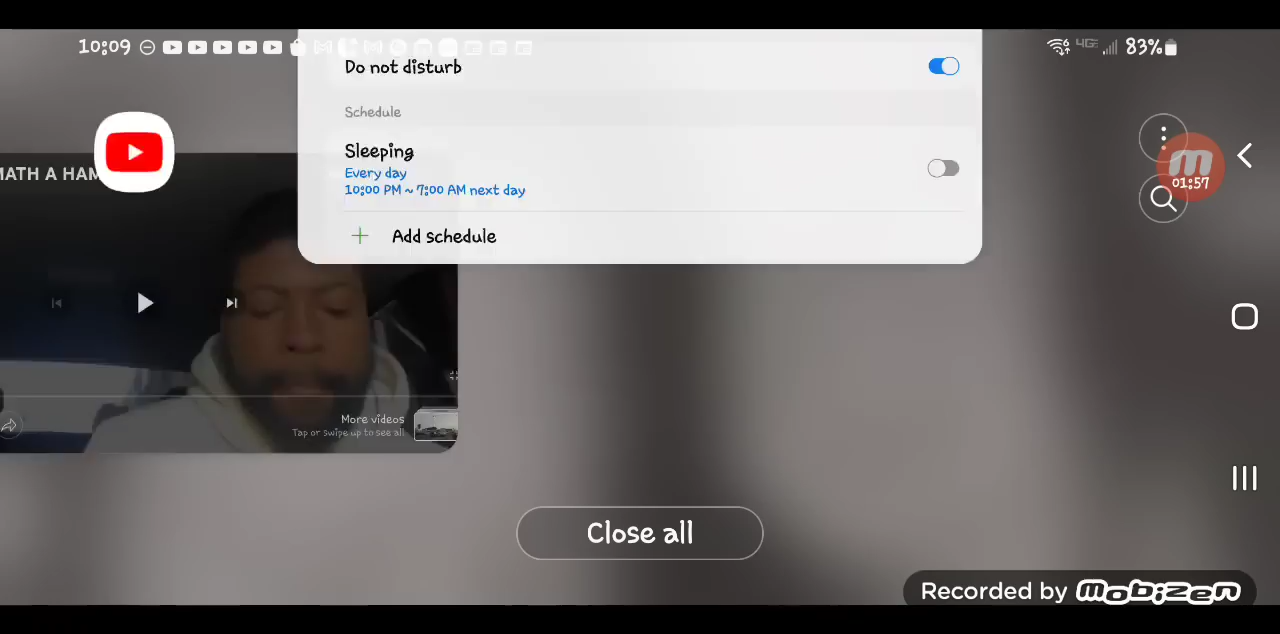 10:09
83%
Do not disturb
Schedule
Sleeping
Every day
10:00 PM ~ 7:00 AM next day
Add schedule
MATH A HAM
01:57
More videos
Tap or swipe up to see all
Close all
Recorded by mobizen